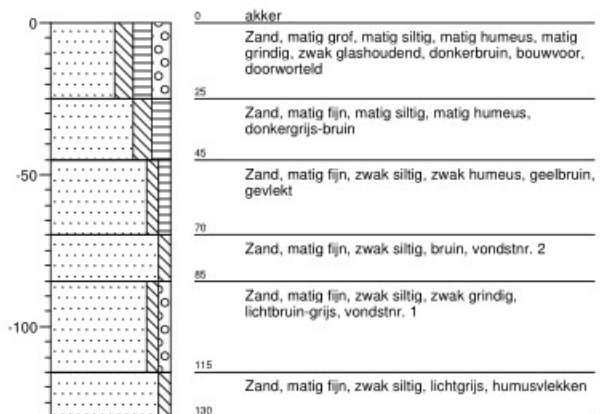 0
akker
Zand, matig grof, matig siltig, matig humeus, matig
grindig, zwak glashoudend, donkerbruin, bouwvoor,
doorworteld
25
Zand, matig fijn, matig siltig, matig humeus,
donkergrijs-bruin
45
-50
Zand, matig fijn, zwak siltig, zwak humeus, geelbruin,
gevlekt
70
Zand, matig fijn, zwak siltig, bruin, vondstnr. 2
85
Zand, matig fijn, zwak siltig, zwak grindig,
lichtbruin-grijs, vondstnr. 1
-100
115
Zand, matig fijn, zwak siltig, lichtgrijs, humusvlekken
130
0